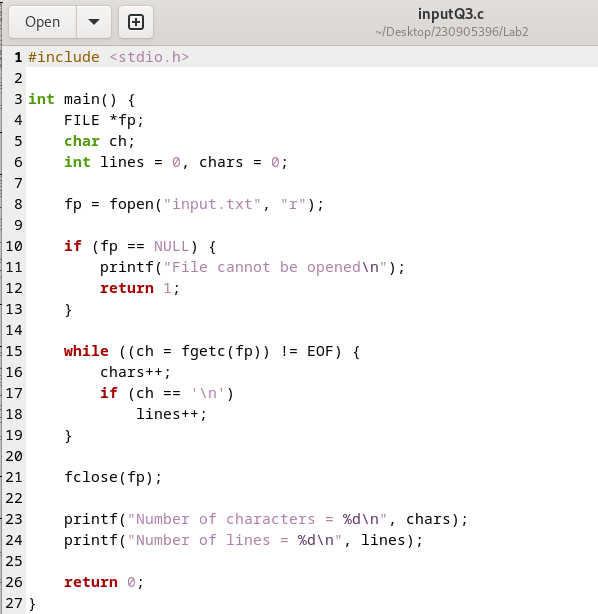 Open
inputQ3.c
~/Desktop/230905396/Lab2
1 #include <stdio.h>
2
3 int main() {
4     FILE *fp;
5     char ch;
6     int lines = 0, chars = 0;
7
8     fp = fopen("input.txt", "r");
9
10     if (fp == NULL) {
11         printf("File cannot be opened\n");
12         return 1;
13     }
14
15     while ((ch = fgetc(fp)) != EOF) {
16         chars++;
17         if (ch == '\n')
18             lines++;
19     }
20
21     fclose(fp);
22
23     printf("Number of characters = %d\n", chars);
24     printf("Number of lines = %d\n", lines);
25
26     return 0;
27 }